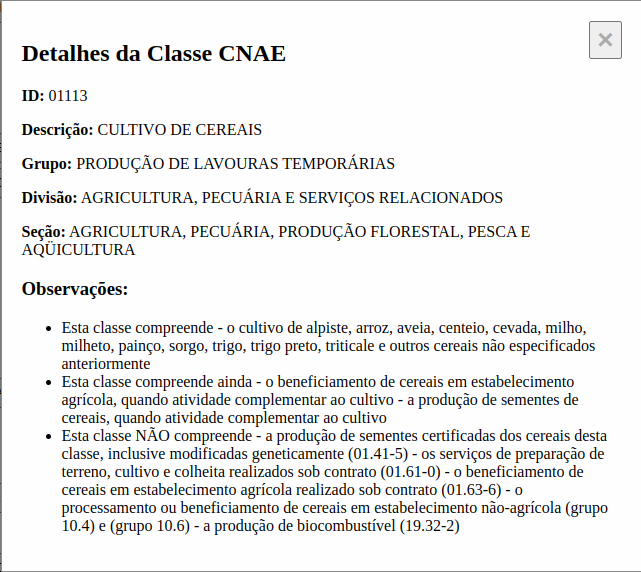 ×
Detalhes da Classe CNAE
ID: 01113
Descrição: CULTIVO DE CEREAIS
Grupo: PRODUÇÃO DE LAVOURAS TEMPORÁRIAS
Divisão: AGRICULTURA, PECUÁRIA E SERVIÇOS RELACIONADOS
Seção: AGRICULTURA, PECUÁRIA, PRODUÇÃO FLORESTAL, PESCA E
AQÜICULTURA
Observações:
• Esta classe compreende - o cultivo de alpiste, arroz, aveia, centeio, cevada, milho,
milheto, painço, sorgo, trigo, trigo preto, triticale e outros cereais não especificados
anteriormente
• Esta classe compreende ainda - o beneficiamento de cereais em estabelecimento
agrícola, quando atividade complementar ao cultivo - a produção de sementes de
cereais, quando atividade complementar ao cultivo
• Esta classe NÃO compreende - a produção de sementes certificadas dos cereais desta
classe, inclusive modificadas geneticamente (01.41-5) - os serviços de preparação de
terreno, cultivo e colheita realizados sob contrato (01.61-0) - o beneficiamento de
cereais em estabelecimento agrícola realizado sob contrato (01.63-6) - o
processamento ou beneficiamento de cereais em estabelecimento não-agrícola (grupo
10.4) e (grupo 10.6) - a produção de biocombustível (19.32-2)